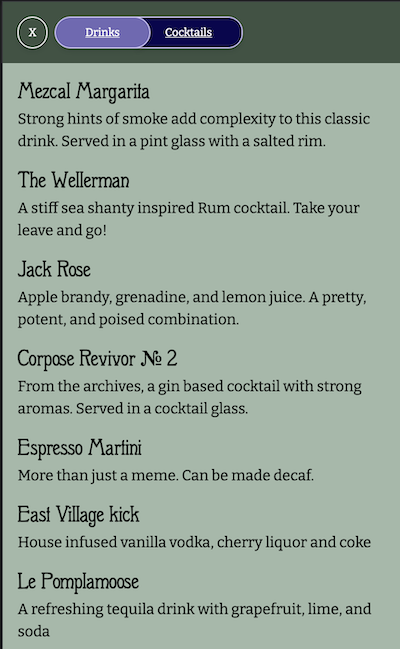 X
Drinks
Cocktails
Mezcal Margarita
Strong hints of smoke add complexity to this classic
drink. Served in a pint glass with a salted rim.
The Wellerman
A stiff sea shanty inspired Rum cocktail. Take your
leave and go!
Jack Rose
Apple brandy, grenadine, and lemon juice. A pretty,
potent, and poised combination.
Corpose Revivor № 2
From the archives, a gin based cocktail with strong
aromas. Served in a cocktail glass.
Espresso Martini
More than just a meme. Can be made decaf.
East Village kick
House infused vanilla vodka, cherry liquor and coke
Le Pomplamoose
A refreshing tequila drink with grapefruit, lime, and
soda